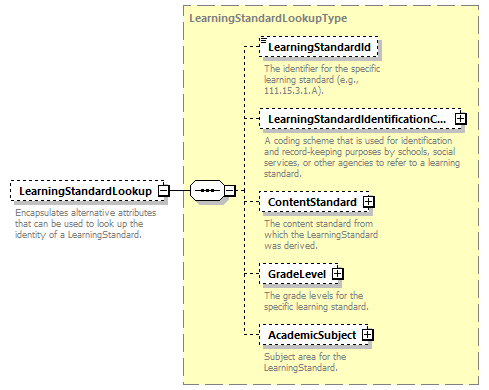 LearningStandardLookupType
LearningStandardId
The identifier for the specific
learning standard (e.g.,
111.15.3.1.A).
LearningStandardIdentificationC...
A coding scheme that is used for identification
and record-keeping purposes by schools, social
services, or other agencies to refer to a learning
standard.
LearningStandardLookup
Encapsulates alternative attributes
that can be used to look up the
identity of a LearningStandard.
ContentStandard
The content standard from
which the LearningStandard
was derived.
GradeLevel
The grade levels for the
specific learning standard.
AcademicSubject
Subject area for the
LearningStandard.